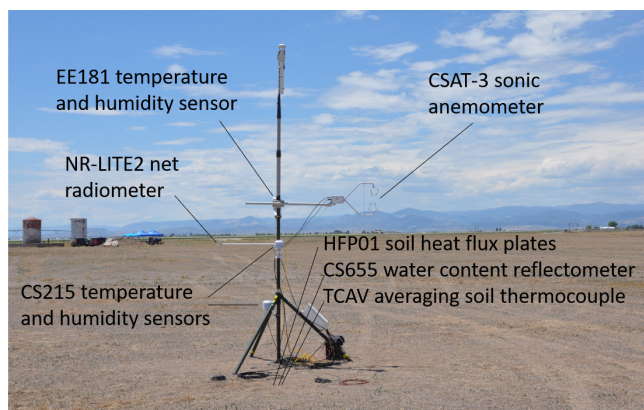 EE181 temperature
and humidity sensor
CSAT-3 sonic
anemometer
NR-LITE2 net
radiometer
HFP01 soil heat flux plates
CS655 water content reflectometer
TCAV averaging soil thermocouple
CS215 temperature
and humidity sensors